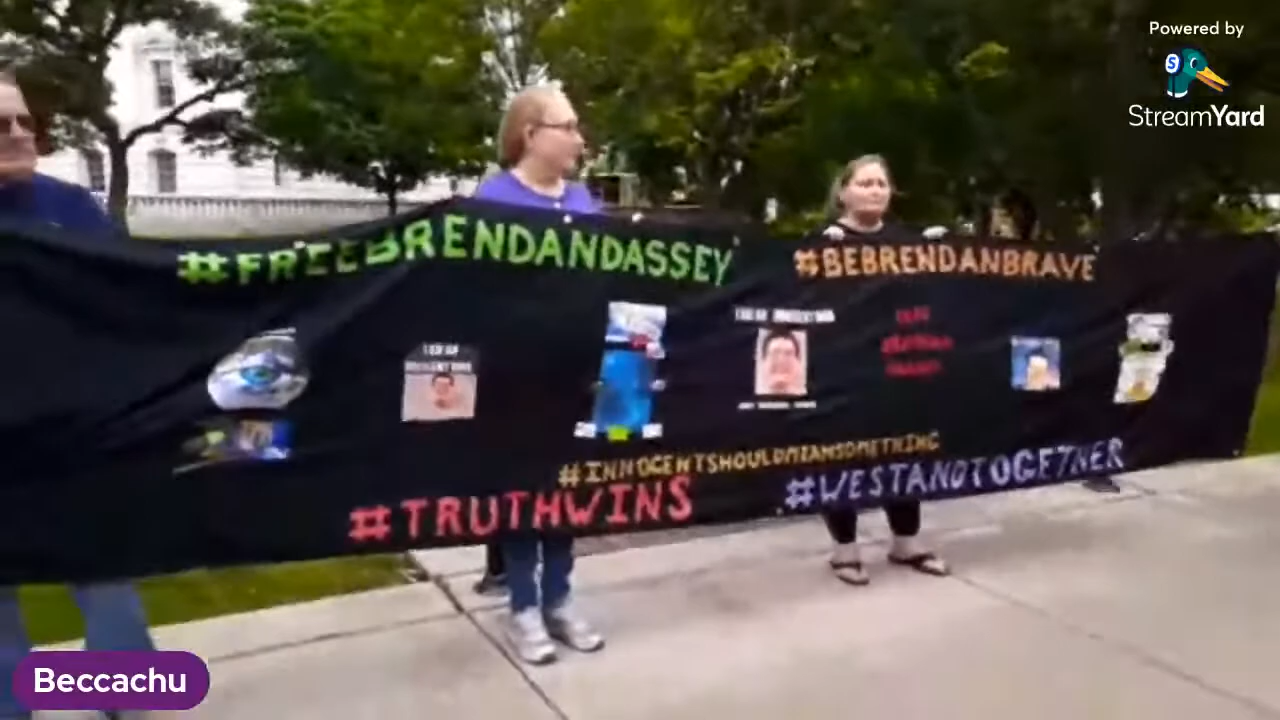 Powered by
StreamYard
#FREEBRENDANDASSEY
#BEBRENDANBRAVE
#INNOCENTSHOULDMEANSOMETHING
#TRUTHWINS
#WESTANDTOGETHER
Beccachu